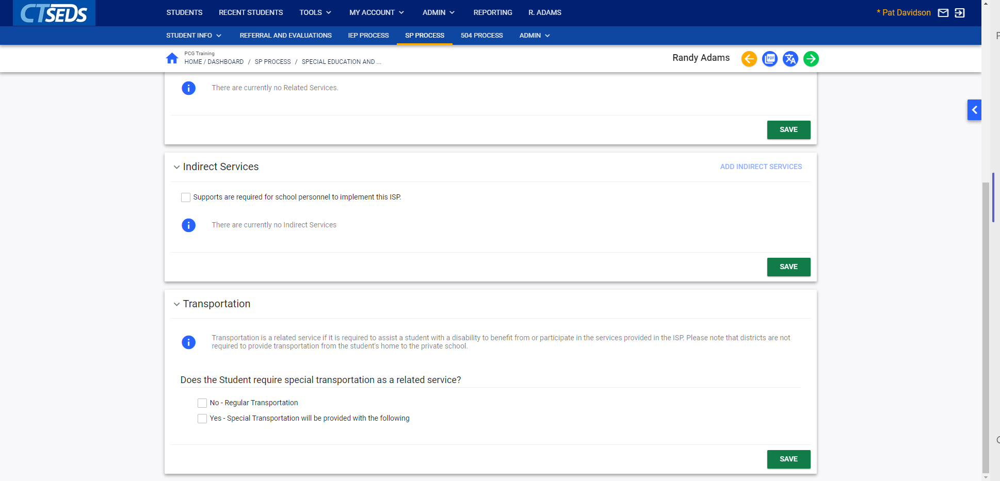 CTSEDS
STUDENTS RECENT STUDENTS TOOLS MY ACCOUNT ADMIN REPORTING R. ADAMS
* Pat Davidson
STUDENT INFO REFERRAL AND EVALUATIONS IEP PROCESS SP PROCESS 504 PROCESS ADMIN
PCG Training
HOME / DASHBOARD / SP PROCESS / SPECIAL EDUCATION AND ...
Randy Adams
PDF
There are currently no Related Services.
SAVE
Indirect Services
ADD INDIRECT SERVICES
Supports are required for school personnel to implement this ISP.
There are currently no Indirect Services
SAVE
Transportation
Transportation is a related service if it is required to assist a student with a disability to benefit from or participate in the services provided in the ISP. Please note that districts are not
required to provide transportation from the student's home to the private school.
Does the Student require special transportation as a related service?
No - Regular Transportation
Yes - Special Transportation will be provided with the following
SAVE